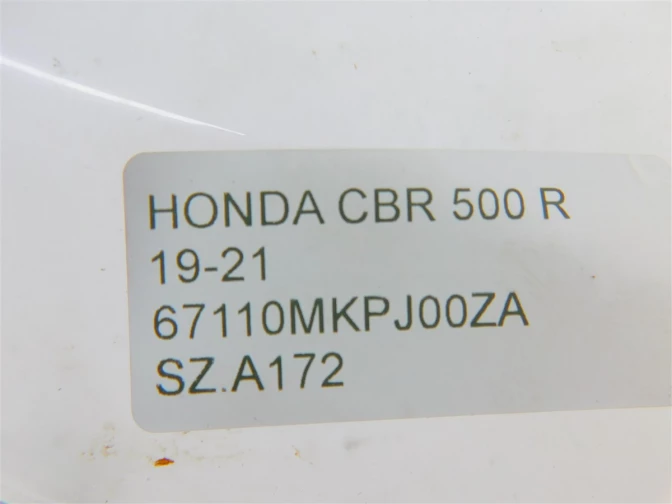 HONDA CBR 500 R
19-21
67110MKPJ00ZA
SZ.A172